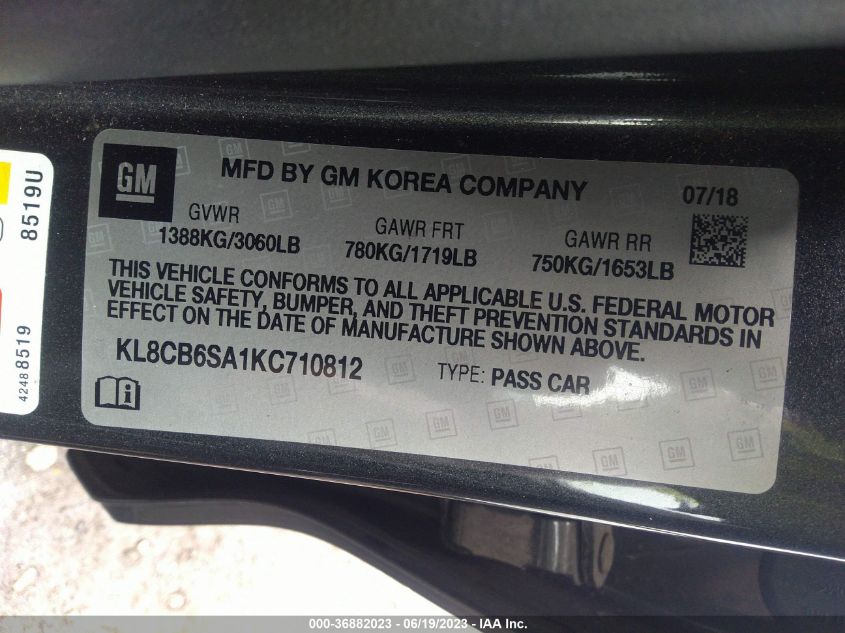 GM
MFD BY GM KOREA COMPANY
07/18
GVWR
1388KG/3060LB
GAWR FRT
780KG/1719LB
GAWR RR
750KG/1653LB
THIS VEHICLE CONFORMS TO ALL APPLICABLE U.S. FEDERAL MOTOR
VEHICLE SAFETY, BUMPER, AND THEFT PREVENTION STANDARDS IN
EFFECT ON THE DATE OF MANUFACTURE SHOWN ABOVE.
KL8CB6SA1KC710812
TYPE: PASS CAR
8519U
4248 8519
000-36882023 - 06/19/2023 - IAA Inc.